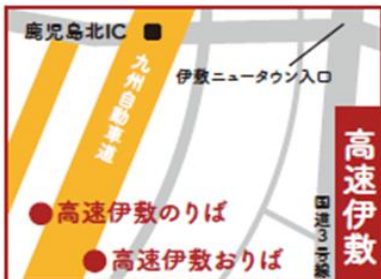 鹿児島北IC
九州自動車道
伊敷ニュータウン入口
高速伊敷
国道3号線
高速伊敷のりば
高速伊敷おりば